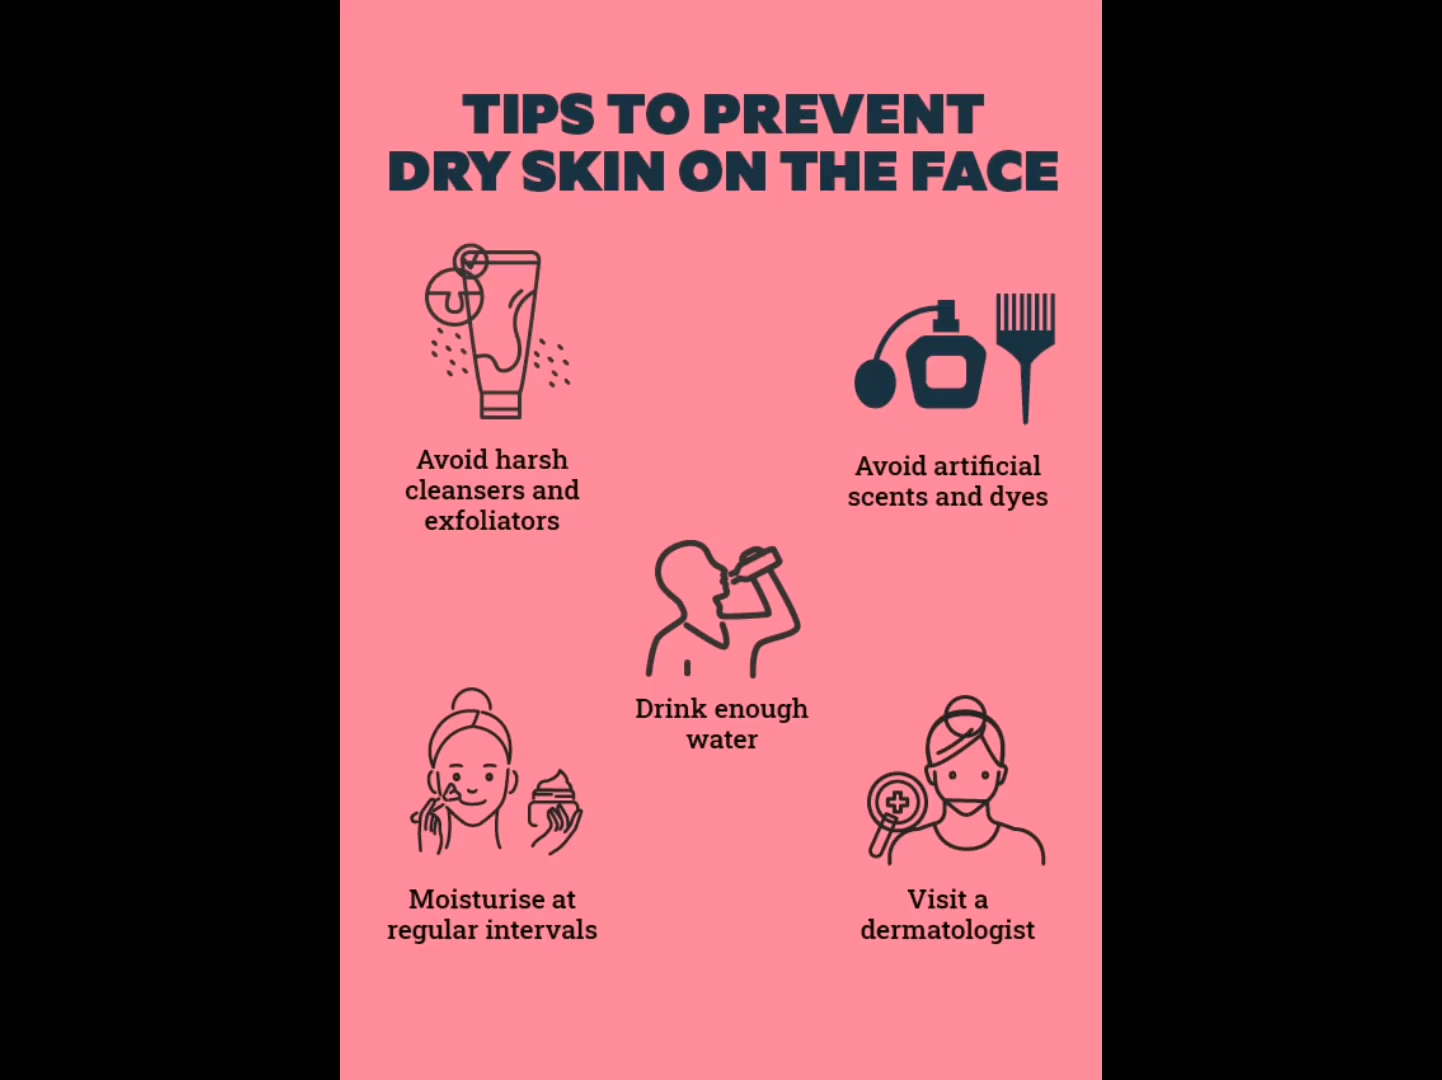 TIPS TO PREVENT
DRY SKIN ON THE FACE
Avoid harsh
cleansers and
exfoliators
Avoid artificial
scents and dyes
Drink enough
water
Moisturise at
regular intervals
Visit a
dermatologist